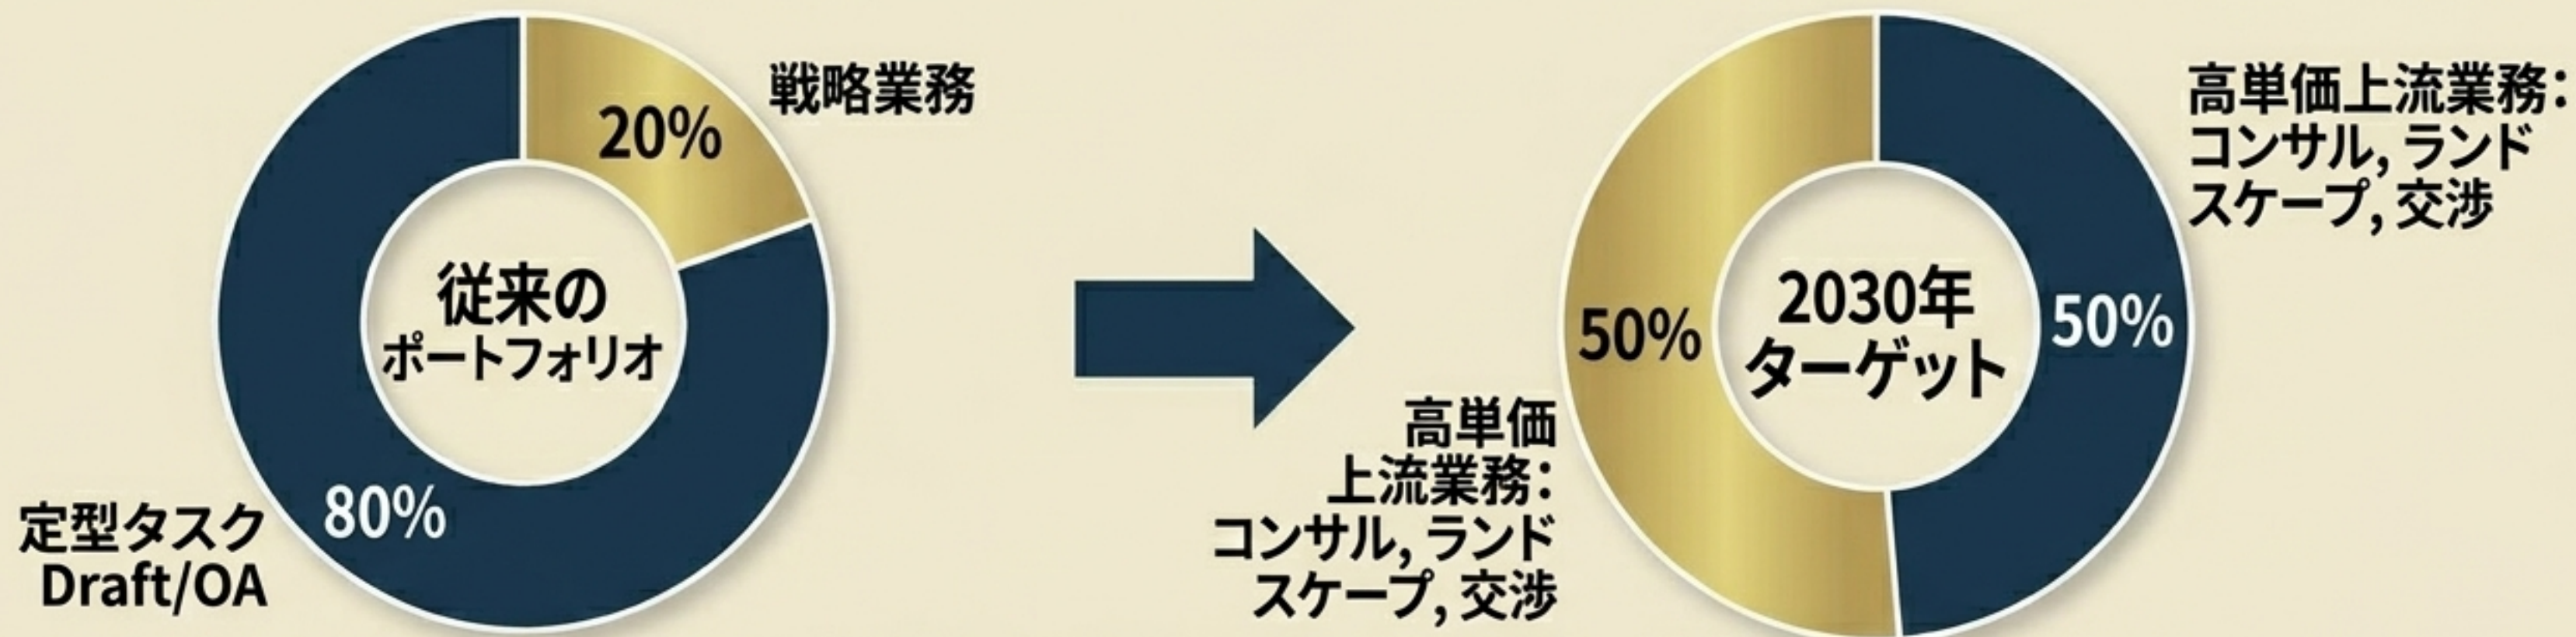 戦略業務
20%
従来の
ポートフォリオ
80%
定型タスク
Draft/OA
高単価上流業務：
コンサル, ランド
スケープ, 交渉
50%
2030年
ターゲット
50%
高単価
上流業務：
コンサル, ランド
スケープ, 交渉